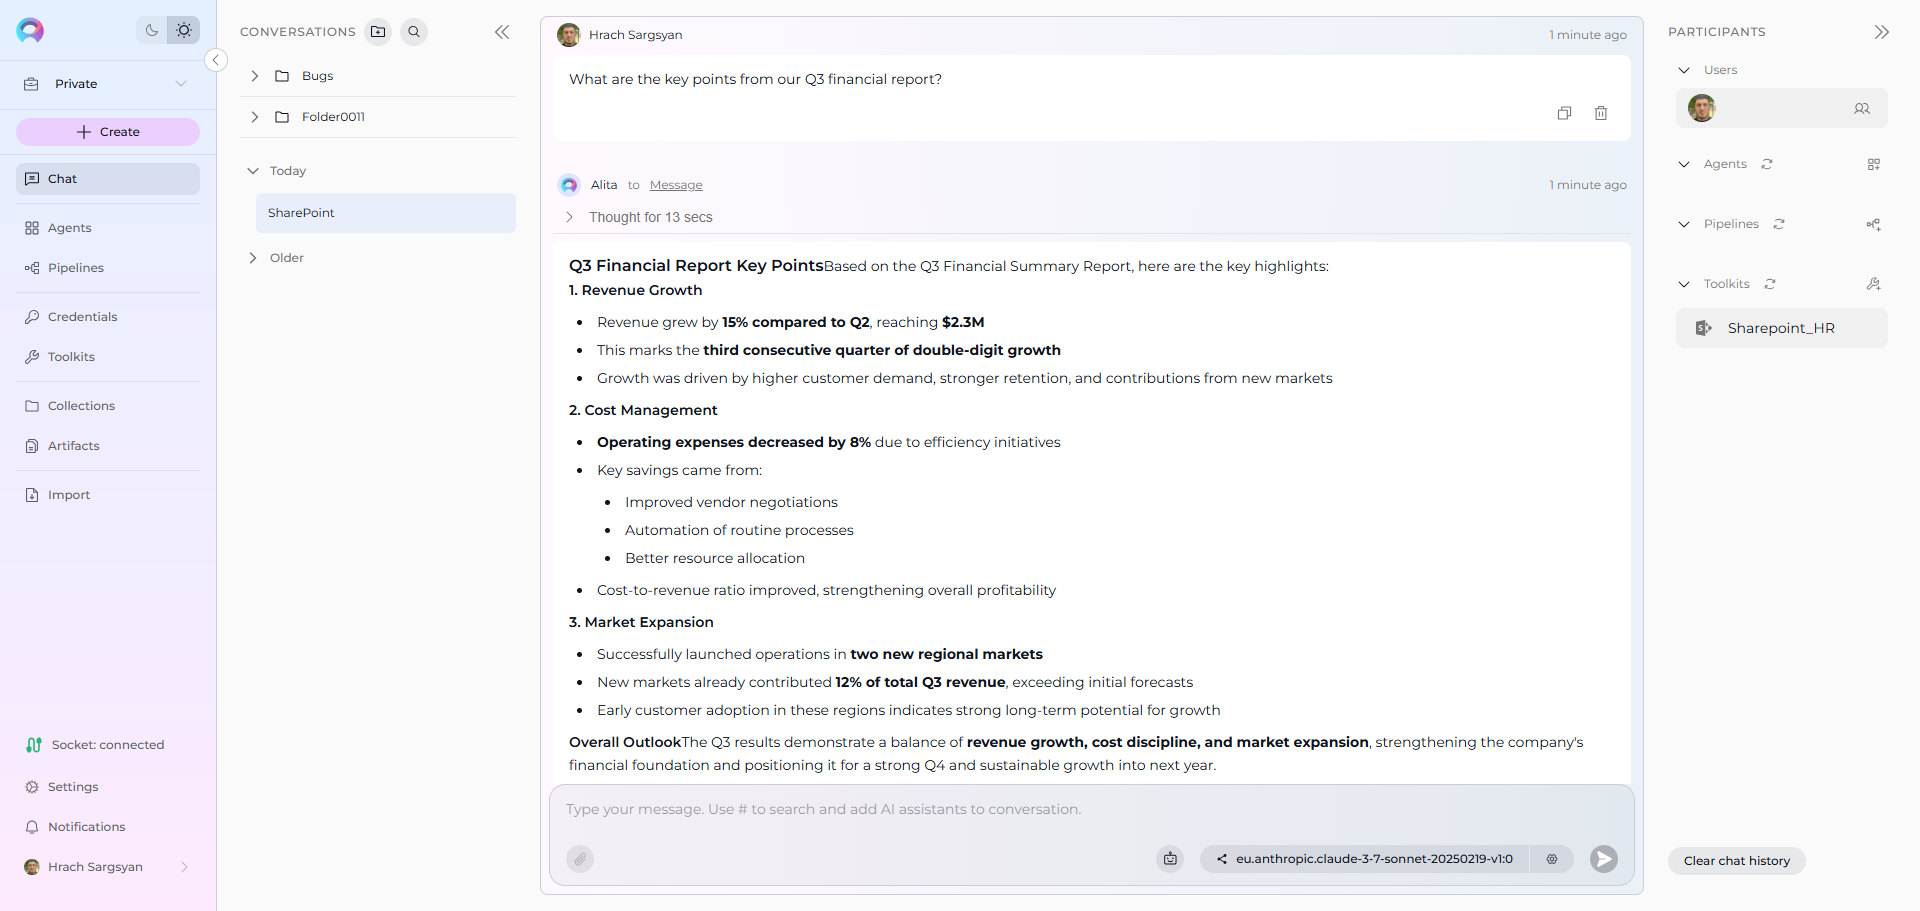 Private
Create
Chat
Agents
Pipelines
Credentials
Toolkits
Collections
Artifacts
Import
Socket: connected
Settings
Notifications
Hrach Sargsyan
CONVERSATIONS
Bugs
Folder0011
Today
SharePoint
Older
Hrach Sargsyan
1 minute ago
What are the key points from our Q3 financial report?
Alita to Message
1 minute ago
Thought for 13 secs
Q3 Financial Report Key PointsBased on the Q3 Financial Summary Report, here are the key highlights:
1. Revenue Growth
Revenue grew by 15% compared to Q2, reaching $2.3M
This marks the third consecutive quarter of double-digit growth
Growth was driven by higher customer demand, stronger retention, and contributions from new markets
2. Cost Management
Operating expenses decreased by 8% due to efficiency initiatives
Key savings came from:
Improved vendor negotiations
Automation of routine processes
Better resource allocation
Cost-to-revenue ratio improved, strengthening overall profitability
3. Market Expansion
Successfully launched operations in two new regional markets
New markets already contributed 12% of total Q3 revenue, exceeding initial forecasts
Early customer adoption in these regions indicates strong long-term potential for growth
Overall OutlookThe Q3 results demonstrate a balance of revenue growth, cost discipline, and market expansion, strengthening the company's
financial foundation and positioning it for a strong Q4 and sustainable growth into next year.
Type your message. Use # to search and add AI assistants to conversation.
eu.anthropic.claude-3-7-sonnet-20250219-v1:0
PARTICIPANTS
Users
Agents
Pipelines
Toolkits
Sharepoint_HR
Clear chat history